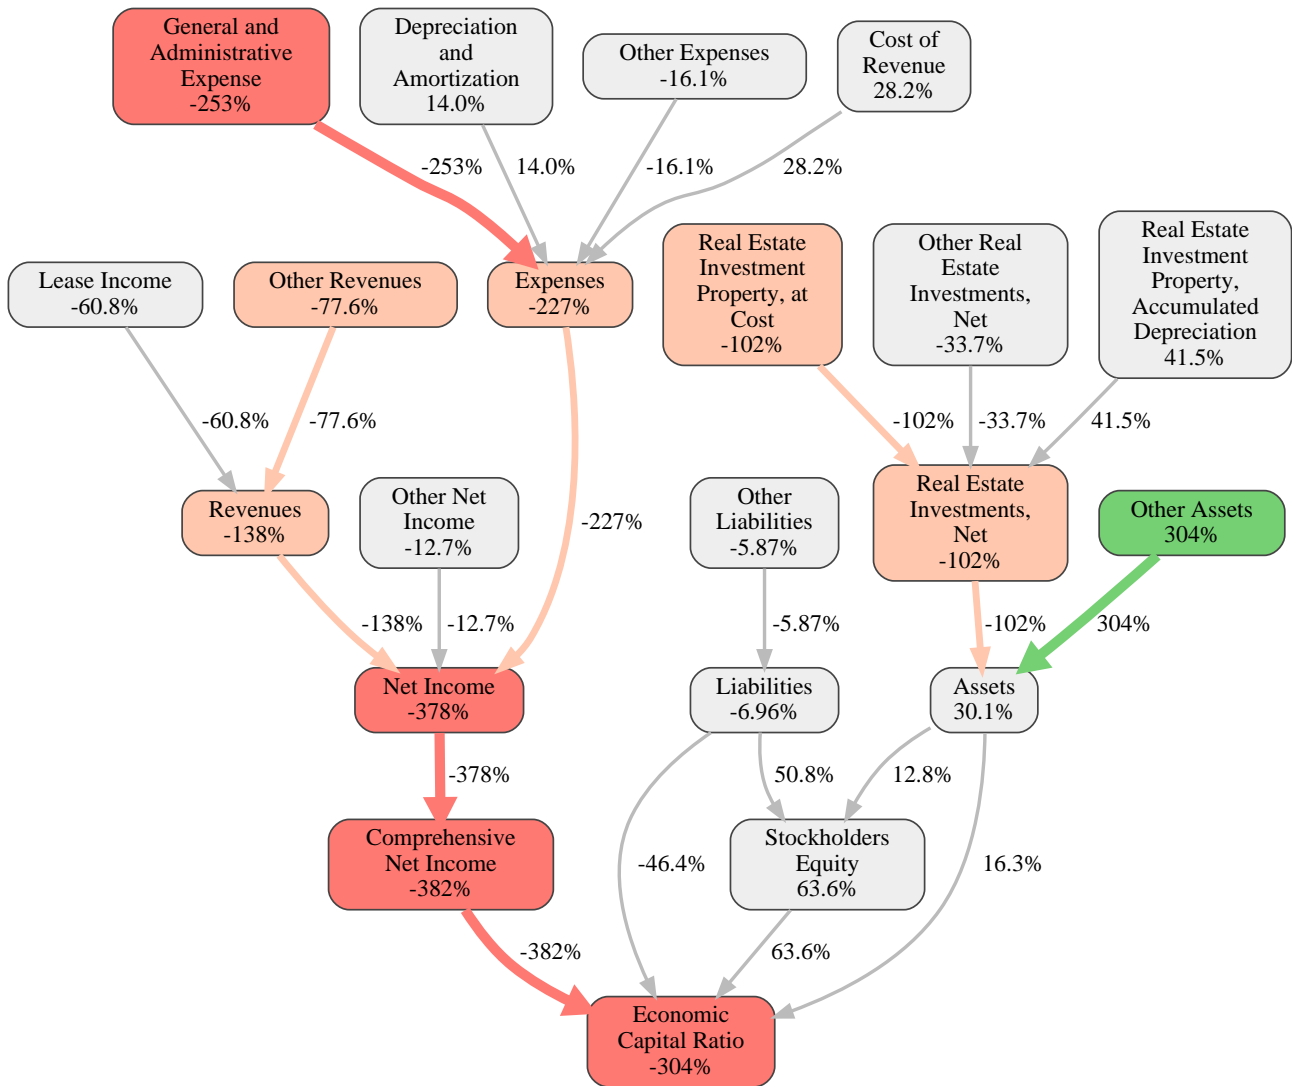 General and
Administrative
Expense
-253%
Depreciation
and
Amortization
14.0%
Other Expenses
-16.1%
Cost of
Revenue
28.2%
-253%
14.0%
-16.1%
28.2%
Lease Income
-60.8%
Other Revenues
-77.6%
Expenses
-227%
Real Estate
Investment
Property, at
Cost
-102%
Other Real
Estate
Investments,
Net
-33.7%
Real Estate
Investment
Property,
Accumulated
Depreciation
41.5%
-60.8%
-77.6%
-102%
-33.7%
41.5%
Revenues
-138%
Other Net
Income
-12.7%
-227%
Other
Liabilities
-5.87%
Real Estate
Investments,
Net
-102%
Other Assets
304%
-138%
-12.7%
-5.87%
-102%
304%
Net Income
-378%
Liabilities
-6.96%
Assets
30.1%
-378%
50.8%
12.8%
Comprehensive
Net Income
-382%
-46.4%
Stockholders
Equity
63.6%
16.3%
-382%
63.6%
Economic
Capital Ratio
-304%